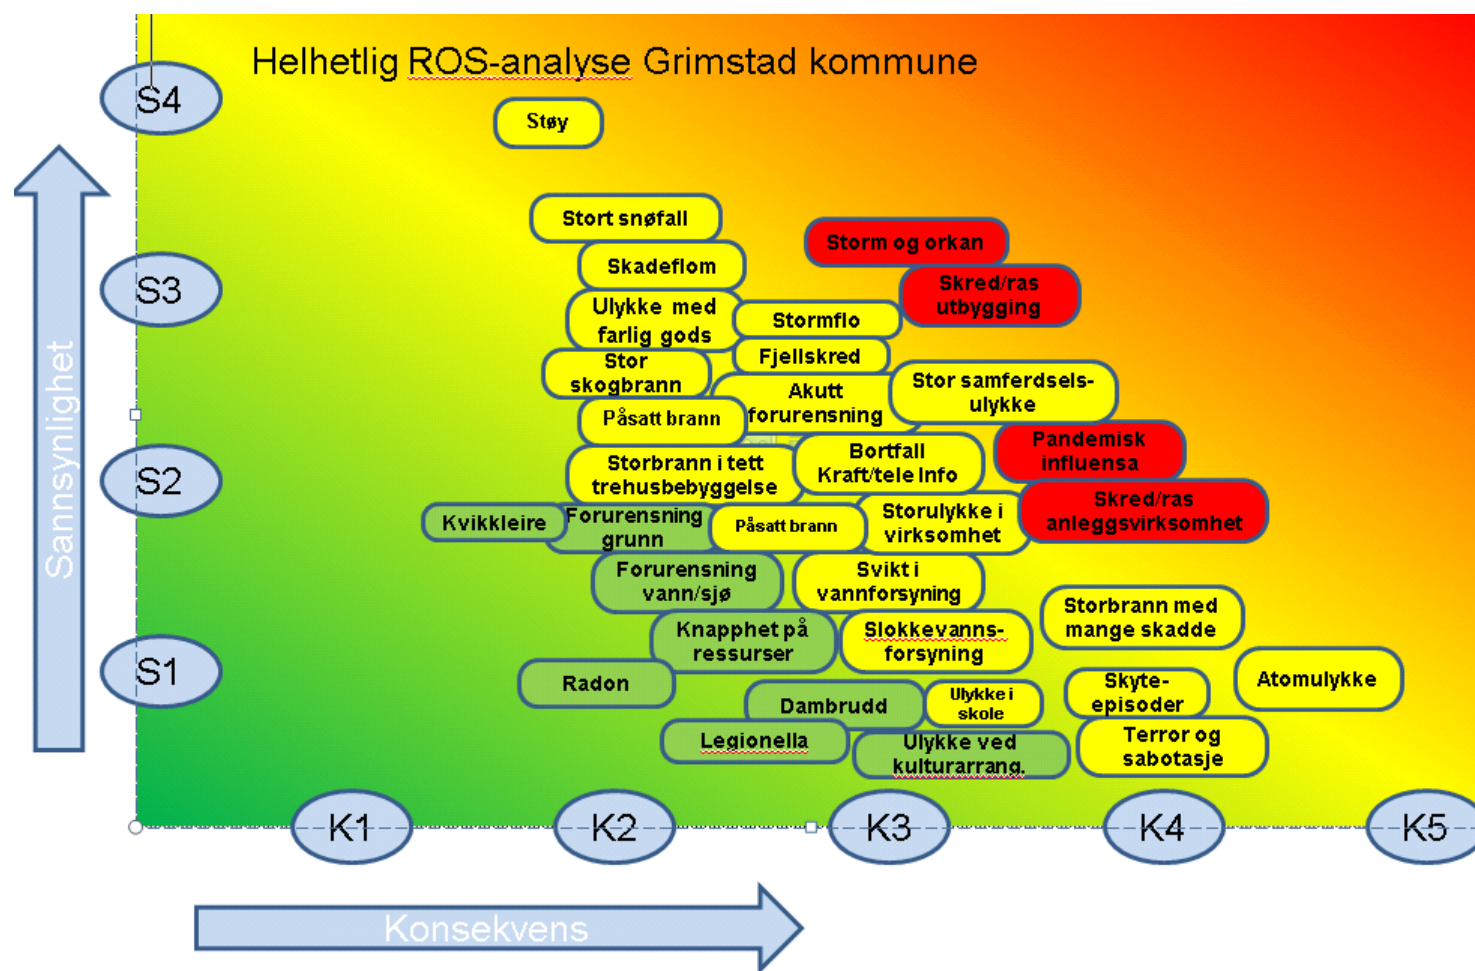 Helhetlig ROS-analyse Grimstad kommune
S4
Støy
Stort snøfall
Storm og orkan
Skadeflom
S3
Skred/ras
utbygging
Ulykke med
farlig gods
Stormflo
Fjellskred
Stor
skogbrann
Akutt
forurensning
Stor samferdsels-
ulykke
Påsatt brann
Pandemisk
influensa
Bortfall
Kraft/tele Info
Storbrann i tett
trehusbebyggelse
S2
Skred/ras
anleggsvirksomhet
Kvikkleire
Forurensning
grunn
Påsatt brann
Storulykke i
virksomhet
Forurensning
vann/sjø
Svikt i
vannforsyning
Storbrann med
mange skadde
Knapphet på
ressurser
Slokkevanns-
forsyning
S1
Radon
Atomulykke
Skyte-
episoder
Dambrudd
Ulykke i
skole
Legionella
Ulykke ved
kulturarrang.
Terror og
sabotasje
Sannsynlighet
K1
K2
K3
K4
K5
Konsekvens